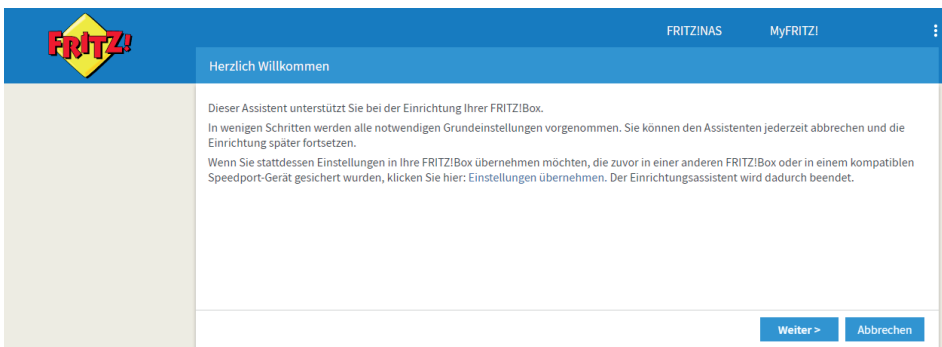 FRITZ!
FRITZ!NAS MyFRITZ!
Herzlich Willkommen
Dieser Assistent unterstützt Sie bei der Einrichtung Ihrer FRITZ!Box.
In wenigen Schritten werden alle notwendigen Grundeinstellungen vorgenommen. Sie können den Assistenten jederzeit abbrechen und die
Einrichtung später fortsetzen.
Wenn Sie stattdessen Einstellungen in Ihre FRITZ!Box übernehmen möchten, die zuvor in einer anderen FRITZ!Box oder in einem kompatiblen
Speedport-Gerät gesichert wurden, klicken Sie hier: Einstellungen übernehmen. Der Einrichtungsassistent wird dadurch beendet.
Weiter > Abbrechen